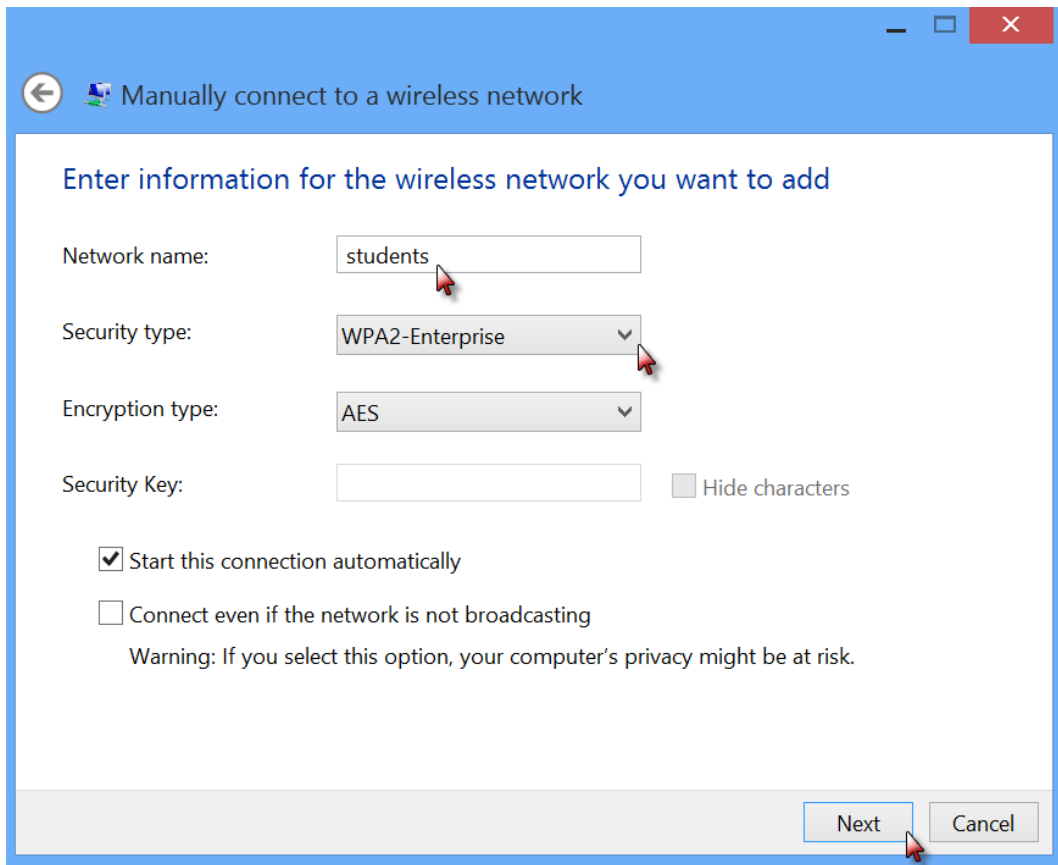 Manually connect to a wireless network
Enter information for the wireless network you want to add
Network name: students
Security type: WPA2-Enterprise
Encryption type: AES
Security Key: Hide characters
Start this connection automatically
Connect even if the network is not broadcasting
Warning: If you select this option, your computer's privacy might be at risk.
Next Cancel